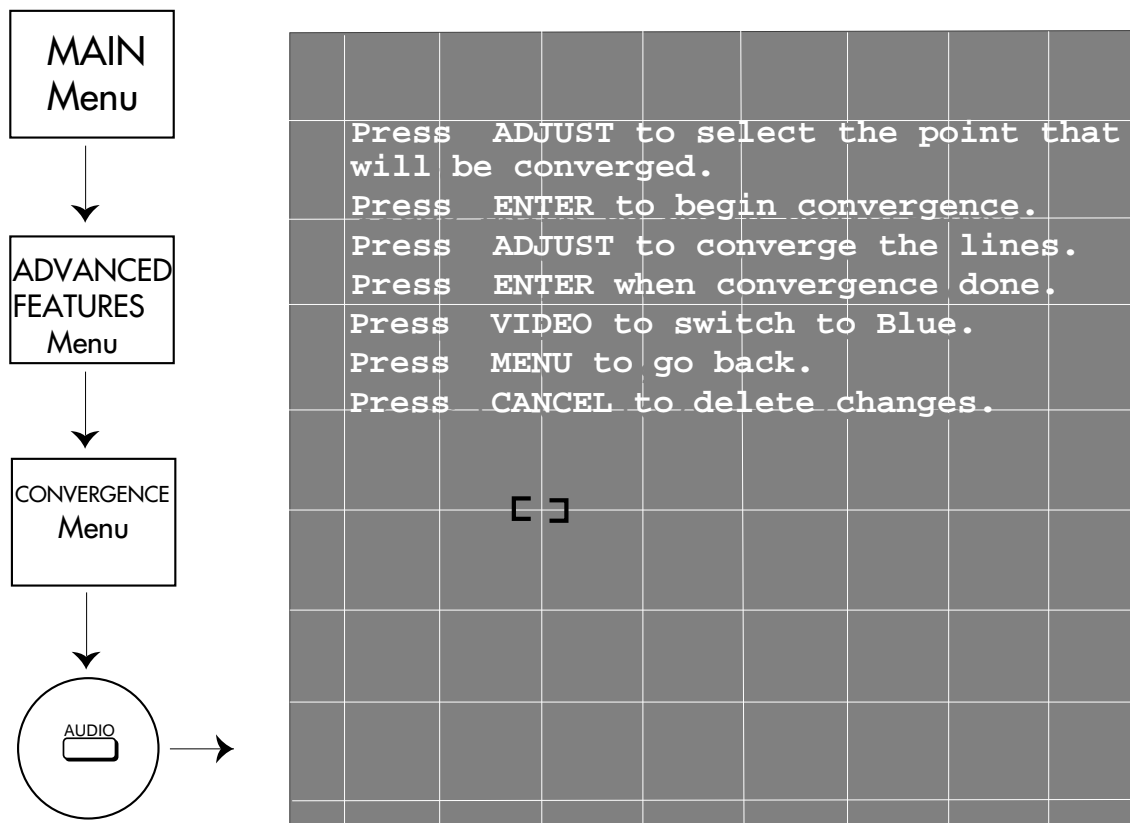 MAIN
Menu
ADVANCED
FEATURES
Menu
CONVERGENCE
Menu
AUDIO
Press ADJUST to select the point that
will be converged.
Press ENTER to begin convergence.
Press ADJUST to converge the lines.
Press ENTER when convergence done.
Press VIDEO to switch to Blue.
Press MENU to go back.
Press CANCEL to delete changes.